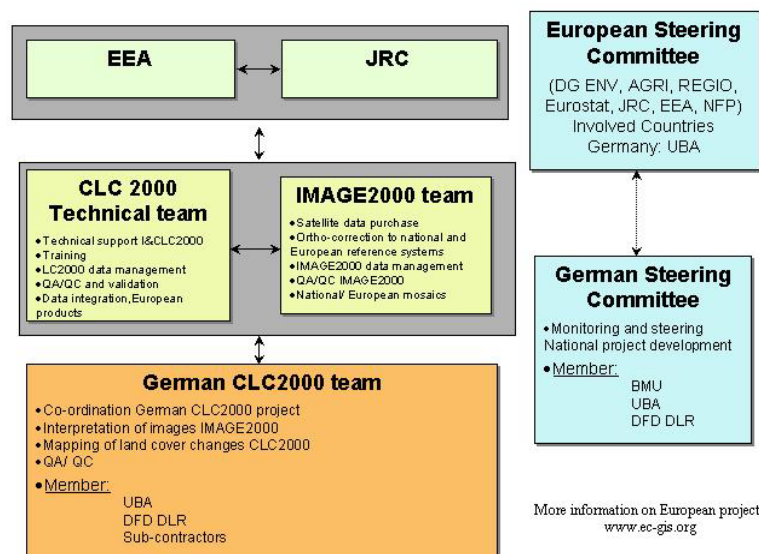 EEA
JRC
CLC 2000
Technical team
●Technical support I&CLC2000
●Training
●LC2000 data management
●QA/QC and validation
●Data integration,European
products
IMAGE2000 team
●Satellite data purchase
●Ortho-correction to national and
European reference systems
●IMAGE2000 data management
●QA/QC IMAGE2000
●National/ European mosaics
German CLC2000 team
●Co-ordination German CLC2000 project
●Interpretation of images IMAGE2000
●Mapping of land cover changes CLC2000
●QA/ QC
●Member:
UBA
DFD DLR
Sub-contractors
European Steering
Committee
(DG ENV, AGRI, REGIO,
Eurostat, JRC, EEA, NFP)
Involved Countries
Germany: UBA
German Steering
Committee
●Monitoring and steering
National project development
●Member:
BMU
UBA
DFD DLR
More information on European project
www.ec-gis.org